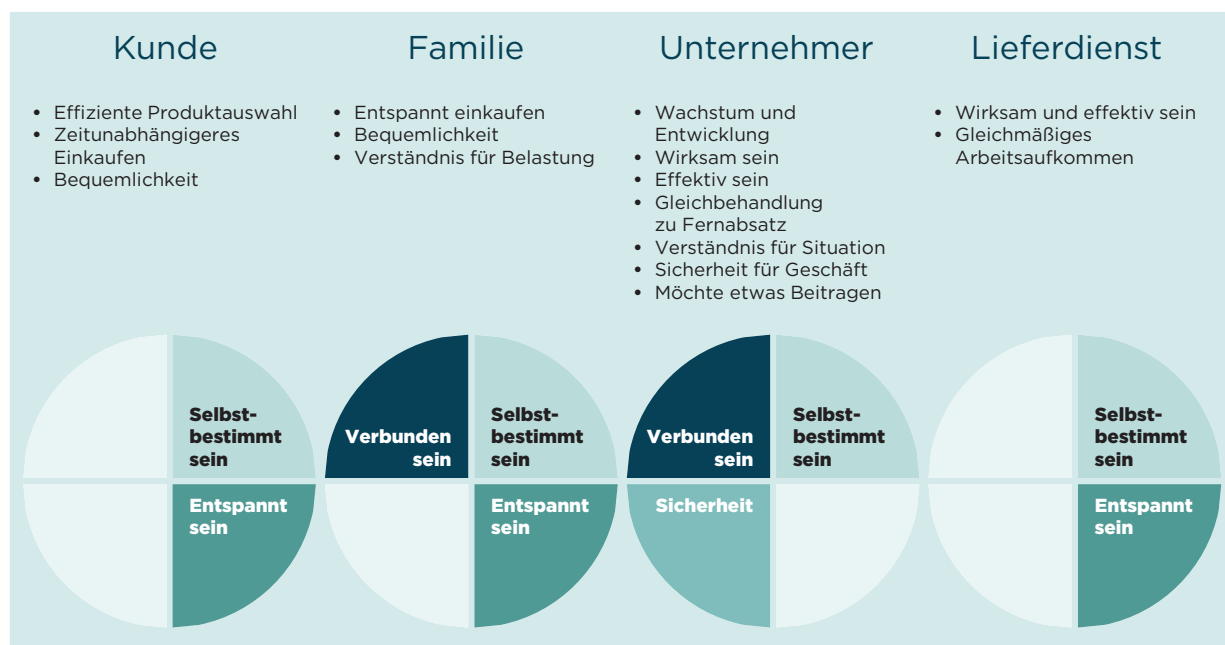 Kunde
• Effiziente Produktauswahl
• Zeitunabhängigeres
Einkaufen
• Bequemlichkeit
Familie
• Entspannt einkaufen
• Bequemlichkeit
• Verständnis für Belastung
Unternehmer
• Wachstum und
Entwicklung
• Wirksam sein
• Effektiv sein
• Gleichbehandlung
zu Fernabsatz
• Verständnis für Situation
• Sicherheit für Geschäft
• Möchte etwas Beitragen
Lieferdienst
• Wirksam und effektiv sein
• Gleichmäßiges
Arbeitsaufkommen
Selbst-
bestimmt
sein
Entspannt
sein
Verbunden
sein
Selbst-
bestimmt
sein
Entspannt
sein
Verbunden
sein
Selbst-
bestimmt
sein
Sicherheit
Selbst-
bestimmt
sein
Entspannt
sein